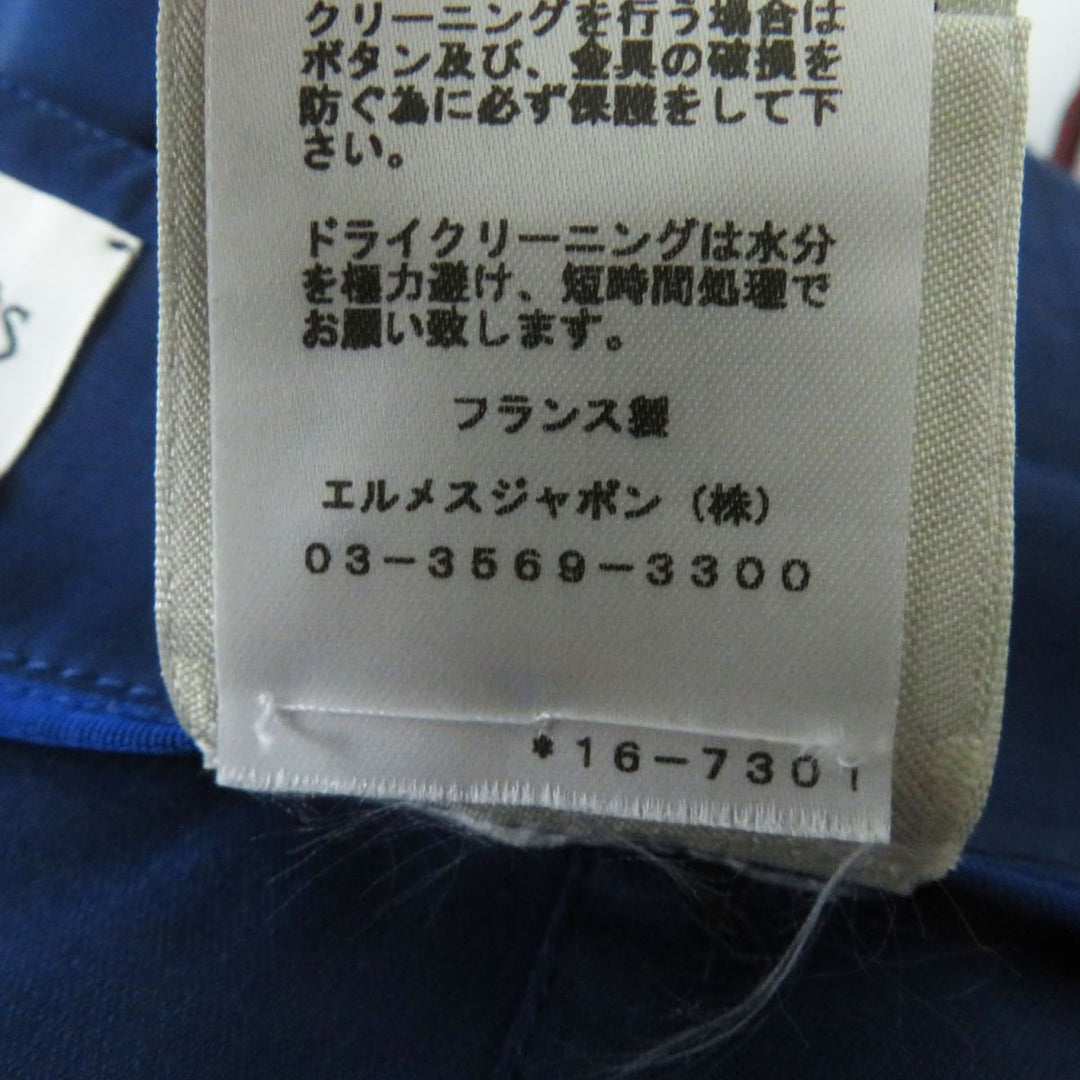 クリーニングを行う場合は
ボタン及び、金具の破損を
防ぐ為に必ず保護をして下
さい。
ドライクリーニングは水分
を極力避け、短時間処理で
お願い致します。
フランス製
エルメスジャポン（株）
03-3569-3300
*16-7301